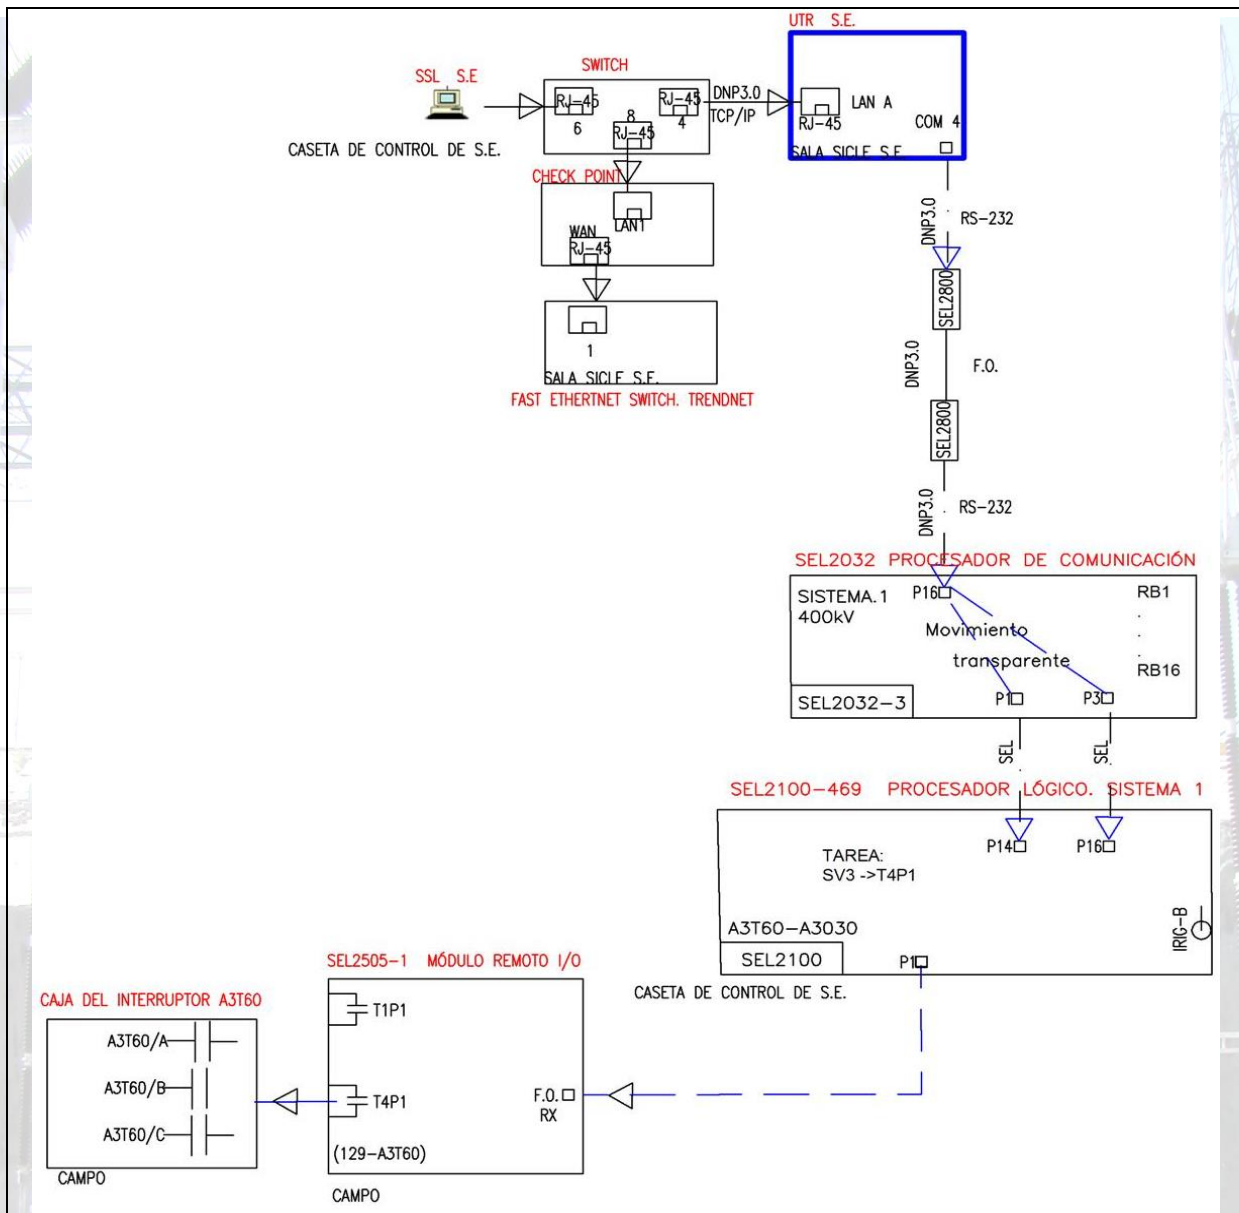 UTR S.E.
SWITCH
SSL S.E
RJ-45
6
8
RJ-45
RJ-45
4
DNP3.0
TCP/IP
RJ-45
LAN A
COM 4
SALA SICLE S.E.
CASETA DE CONTROL DE S.E.
CHECK POINT
LAN1
WAN
RJ-45
1
SALA SICLE S.E.
FAST ETHERTNET SWITCH. TRENDNET
DNP3.0
RS-232
SEL2800
DNP3.0
F.O.
SEL2800
DNP3.0
RS-232
SEL2032 PROCESADOR DE COMUNICACIÓN
SISTEMA.1
400kV
P16
RB1
.
.
.
RB16
Movimiento
transparente
SEL2032-3
P1
P3
SEL
SEL
SEL2100-469 PROCESADOR LÓGICO. SISTEMA 1
TAREA:
SV3 ->T4P1
P14
P16
A3T60-A3030
SEL2100
P1
IRIG-B
CASETA DE CONTROL DE S.E.
SEL2505-1 MÓDULO REMOTO I/O
T1P1
T4P1
F.O.
RX
(129-A3T60)
CAMPO
CAJA DEL INTERRUPTOR A3T60
A3T60/A
A3T60/B
A3T60/C
CAMPO